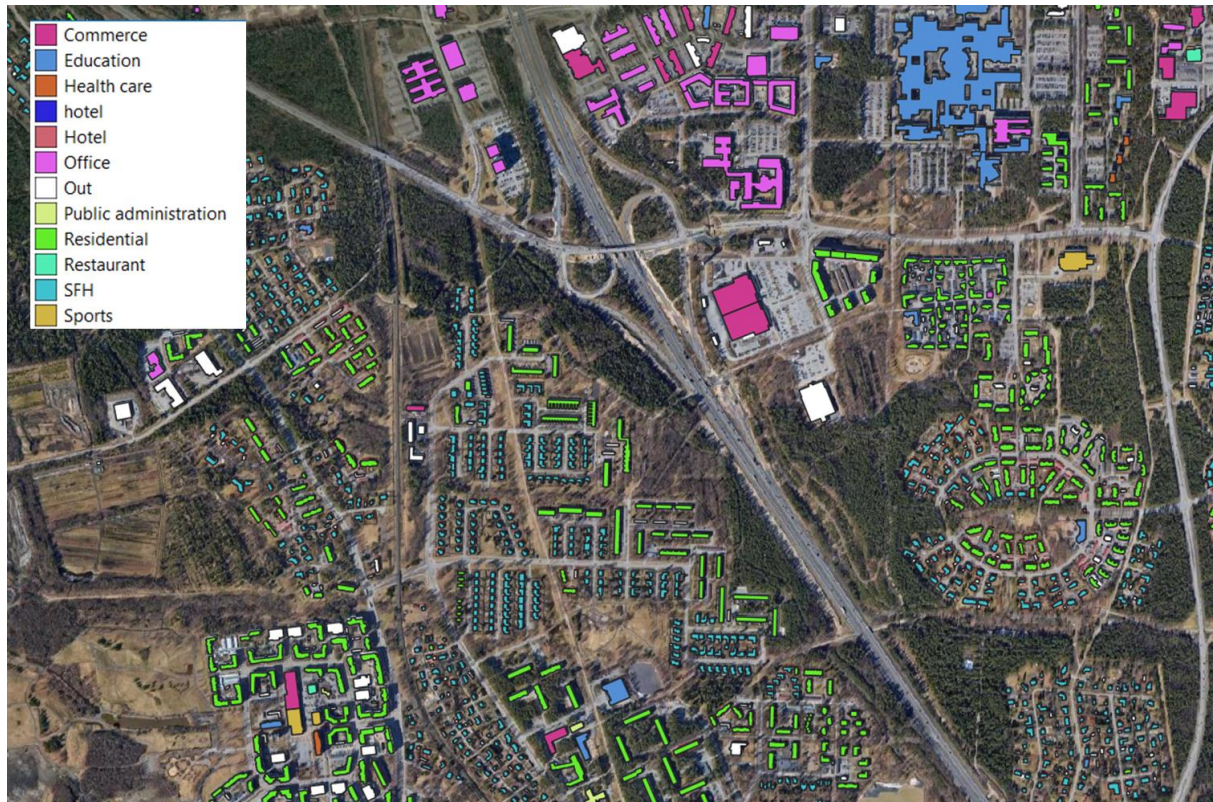 Commerce
Education
Health care
hotel
Hotel
Office
Out
Public administration
Residential
Restaurant
SFH
Sports